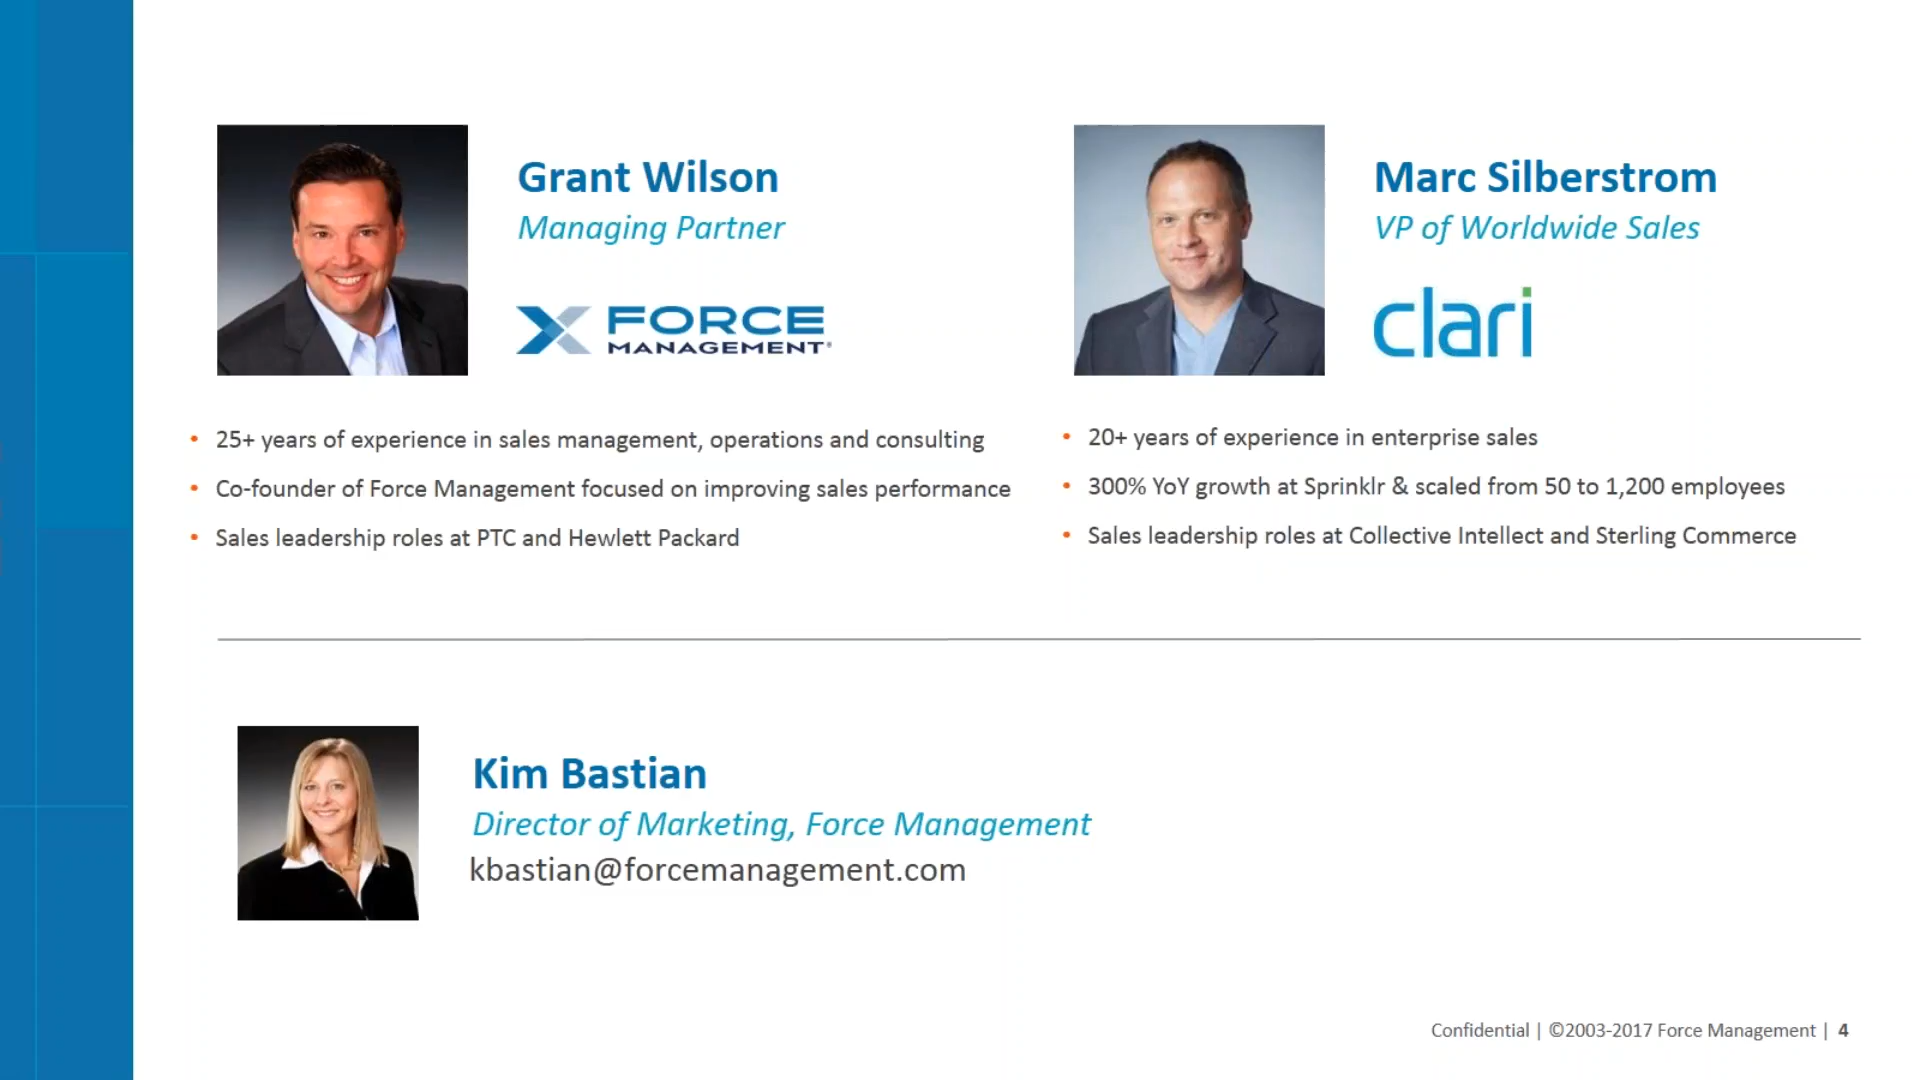 Grant Wilson
Managing Partner
FORCE
MANAGEMENT®
• 25+ years of experience in sales management, operations and consulting
• Co-founder of Force Management focused on improving sales performance
• Sales leadership roles at PTC and Hewlett Packard
Marc Silberstrom
VP of Worldwide Sales
clari
• 20+ years of experience in enterprise sales
• 300% YoY growth at Sprinklr & scaled from 50 to 1,200 employees
• Sales leadership roles at Collective Intellect and Sterling Commerce
Kim Bastian
Director of Marketing, Force Management
kbastian@forcemanagement.com
Confidential | ©2003-2017 Force Management | 4